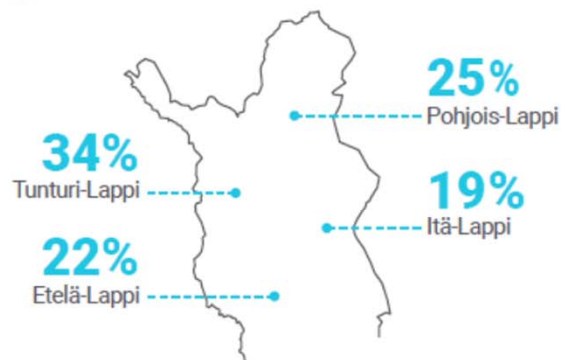 25%
Pohjois-Lappi
34%
Tunturi-Lappi
19%
Itä-Lappi
22%
Etelä-Lappi